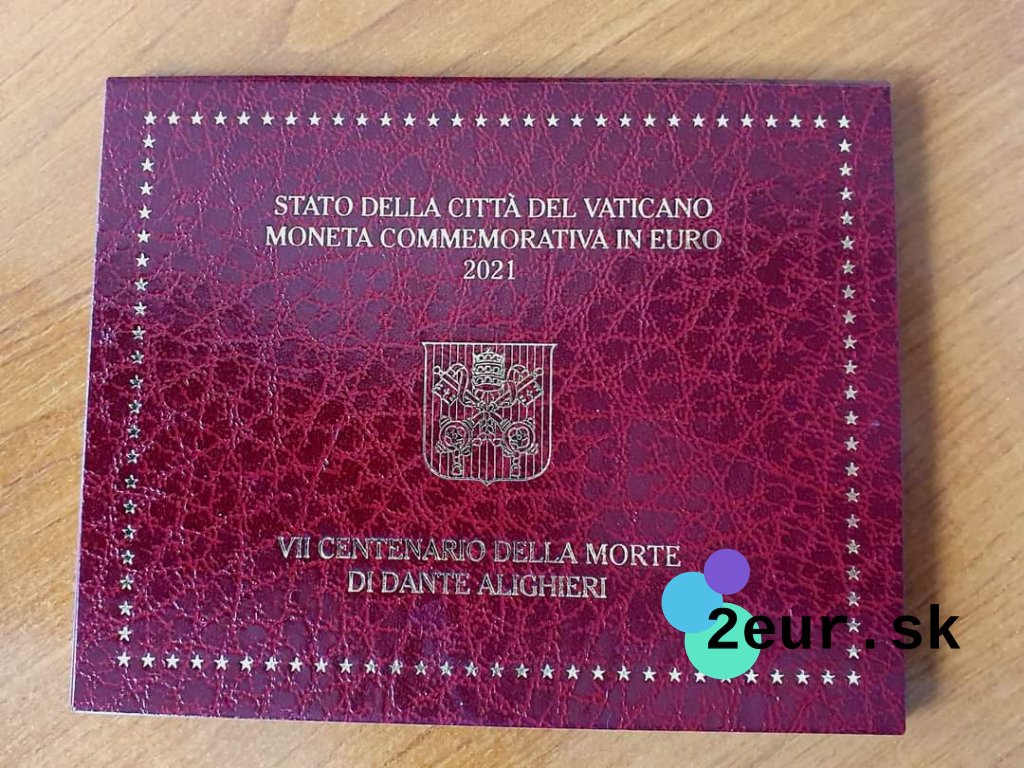 STATO DELLA CITTÀ DEL VATICANO
MONETA COMMEMORATIVA IN EURO
2021
VII CENTENARIO DELLA MORTE
DI DANTE ALIGHIERI
2eur.sk